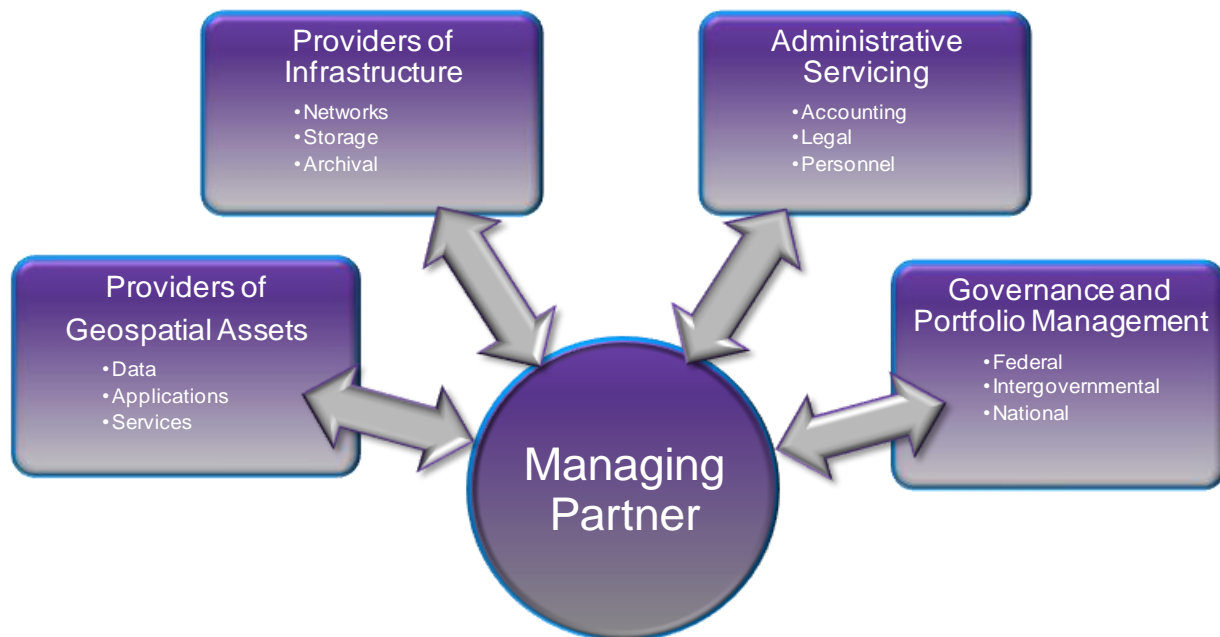 Providers of
Infrastructure
•Networks
•Storage
•Archival
Administrative
Servicing
•Accounting
•Legal
•Personnel
Providers of
Geospatial Assets
•Data
•Applications
•Services
Governance and
Portfolio Management
•Federal
•Intergovernmental
•National
Managing
Partner